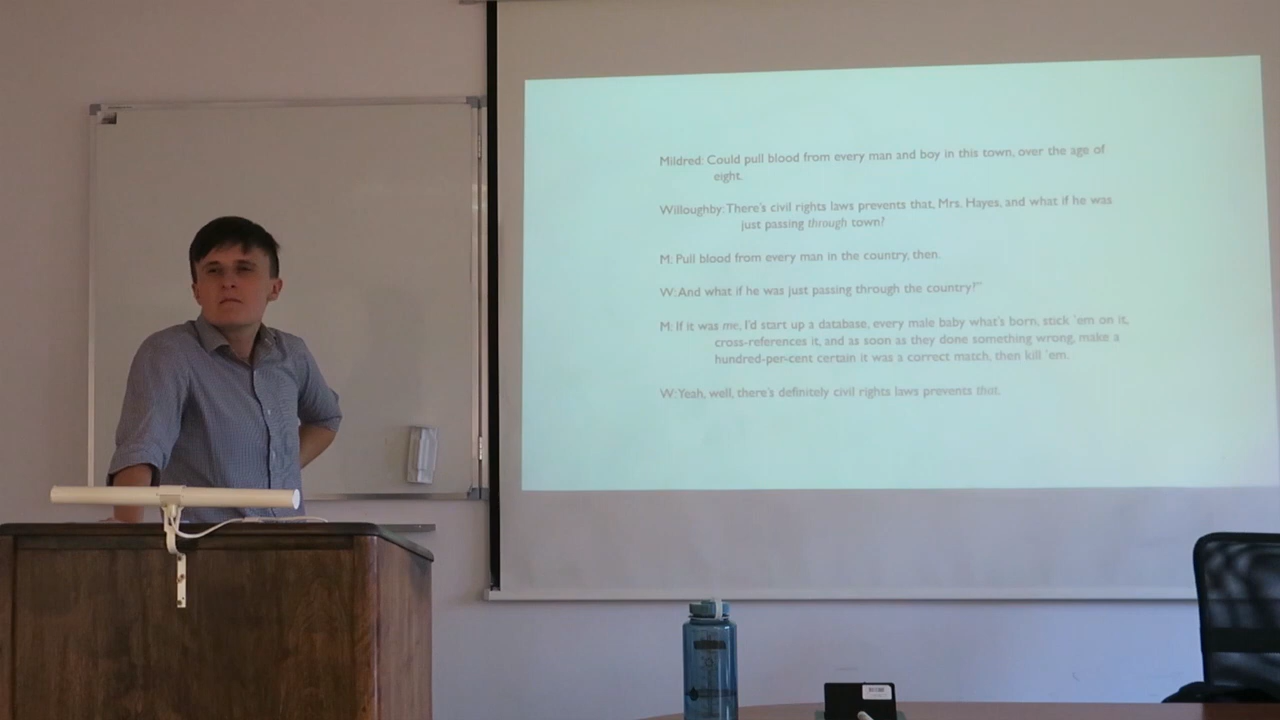 Mildred: Could pull blood from every man and boy in this town, over the age of
eight.
Willoughby: There's civil rights laws prevents that, Mrs. Hayes, and what if he was
just passing through town?
M: Pull blood from every man in the country, then.
W: And what if he was just passing through the country?"
M: If it was me, I'd start up a database, every male baby what's born, stick 'em on it,
cross-references it, and as soon as they done something wrong, make a
hundred-per-cent certain it was a correct match, then kill 'em.
W: Yeah, well, there's definitely civil rights laws prevents that.